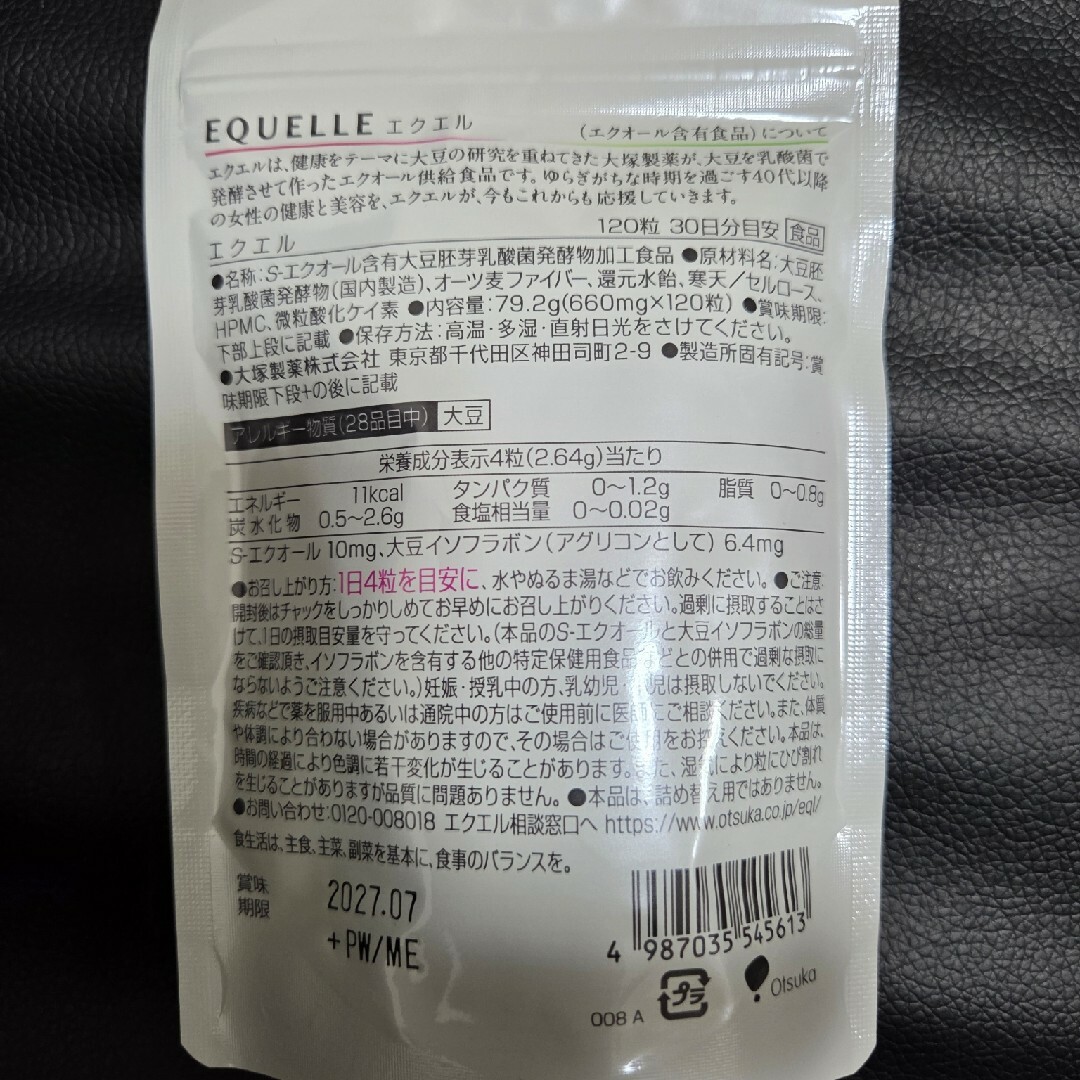 EQUELLE エクエル （エクオール含有食品）について
エクエルは、健康をテーマに大豆の研究を重ねてきた大塚製薬が、大豆を乳酸菌で
発酵させて作ったエクオール供給食品です。ゆらぎがちな時期を過ごす40代以降
の女性の健康と美容を、エクエルが、今もこれからも応援していきます。
エクエル 120粒 30日分目安 食品
●名称：S-エクオール含有大豆胚芽乳酸菌発酵物加工食品 ●原材料名：大豆胚
芽乳酸菌発酵物（国内製造）、オーツ麦ファイバー、還元水飴、寒天／セルロース、
HPMC、微粒酸化ケイ素 ●内容量：79.2g（660mg×120粒） ●賞味期限：
下部上段に記載 ●保存方法：高温・多湿・直射日光をさけてください。
●大塚製薬株式会社 東京都千代田区神田司町2-9 ●製造所固有記号：賞
味期限下段+の後に記載
アレルギー物質（28品目中） 大豆
栄養成分表示4粒（2.64g）当たり
エネルギー 11kcal タンパク質 0～1.2g 脂質 0～0.8g
炭水化物 0.5～2.6g 食塩相当量 0～0.02g
S-エクオール 10mg、大豆イソフラボン（アグリコンとして） 6.4mg
●お召し上がり方：1日4粒を目安に、水やぬるま湯などでお飲みください。 ●ご注意：
開封後はチャックをしっかりしめてお早めにお召し上がりください。過剰に摂取することはさ
けて、1日の摂取目安量を守ってください。（本品のS-エクオールと大豆イソフラボンの総量
をご確認頂き、イソフラボンを含有する他の特定保健用食品などとの併用で過剰な摂取に
ならないようご注意ください。）妊娠・授乳中の方、乳幼児 児は摂取しないでください。
疾病などで薬を服用中あるいは通院中の方はご使用前に医師にご相談ください。また、体質
や体調により合わない場合がありますので、その場合はご使用をお控えください。本品は、
時間の経過により色調に若干変化が生じることがあります。また、湿気により粒にひび割れ
を生じることがありますが品質に問題ありません。 ●本品は、詰め替え用ではありません。
●お問い合わせ：0120-008018 エクエル相談窓口へ https://www.otsuka.co.jp/eql/
食生活は、主食、主菜、副菜を基本に、食事のバランスを。
賞味
期限 2027.07
+PW/ME
4 987035 545613
008 A プラ Otsuka